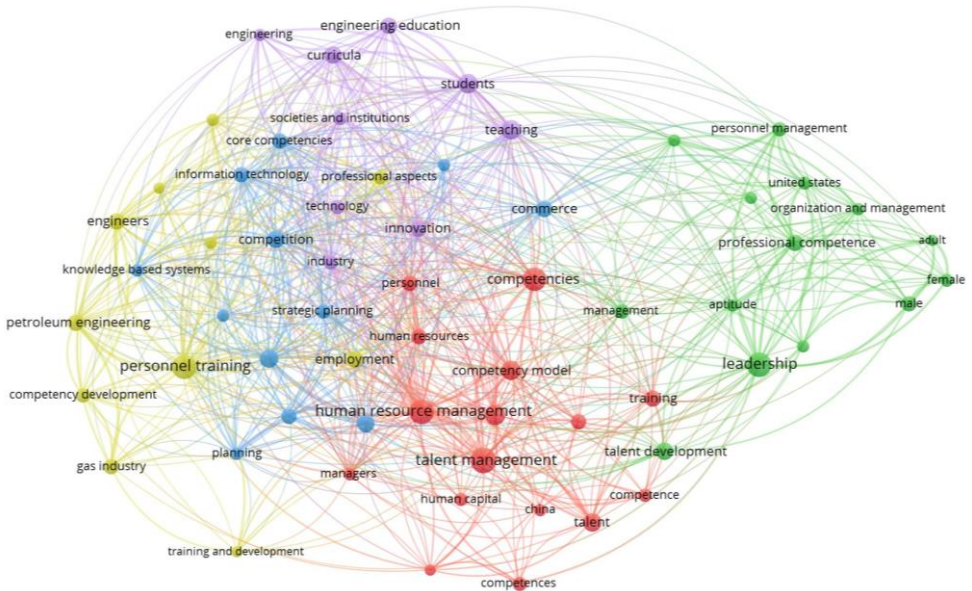 engineering education
engineering
curricula
students
societies and institutions
teaching
personnel management
core competencies
information technology
professional aspects
united states
technology
commerce
organization and management
engineers
innovation
competition
professional competence
adult
industry
knowledge based systems
personnel
competencies
female
strategic planning
management
aptitude
male
petroleum engineering
human resources
personnel training
employment
competency model
leadership
competency development
training
human resource management
planning
talent development
gas industry
managers
talent management
human capital
competence
china
talent
training and development
competences